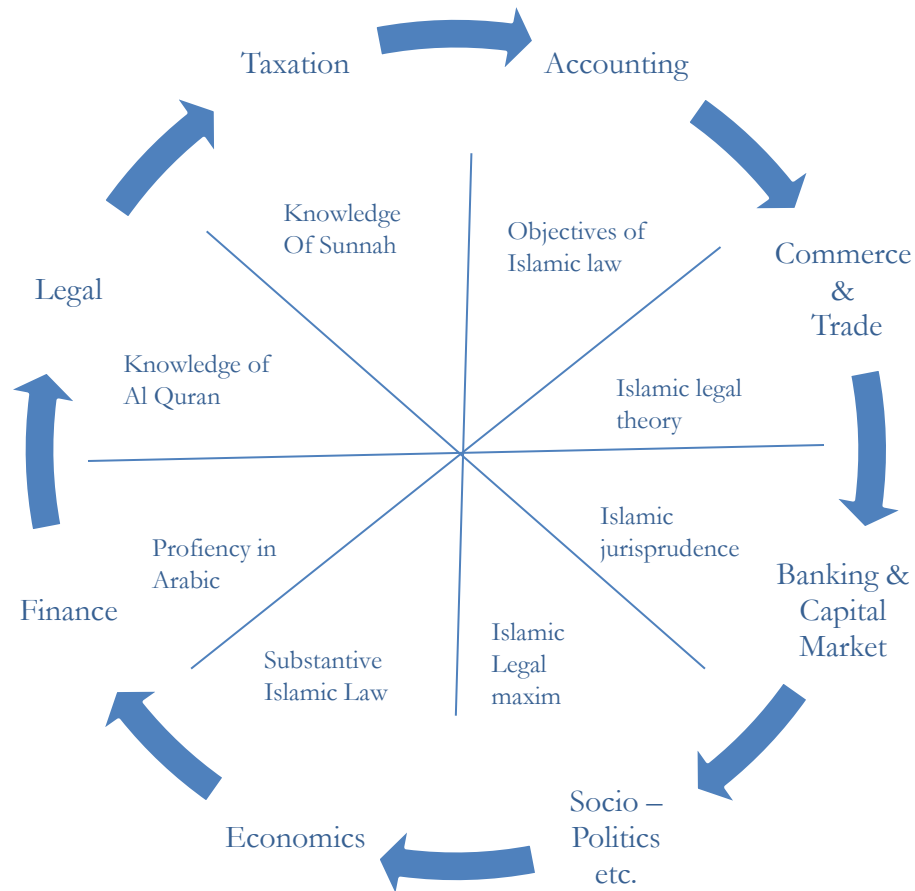 Taxation
Accounting
Commerce
&
Trade
Banking &
Capital
Market
Socio –
Politics
etc.
Economics
Finance
Legal
Knowledge
Of Sunnah
Objectives of
Islamic law
Islamic legal
theory
Islamic
jurisprudence
Islamic
Legal
maxim
Substantive
Islamic Law
Profiency in
Arabic
Knowledge of
Al Quran